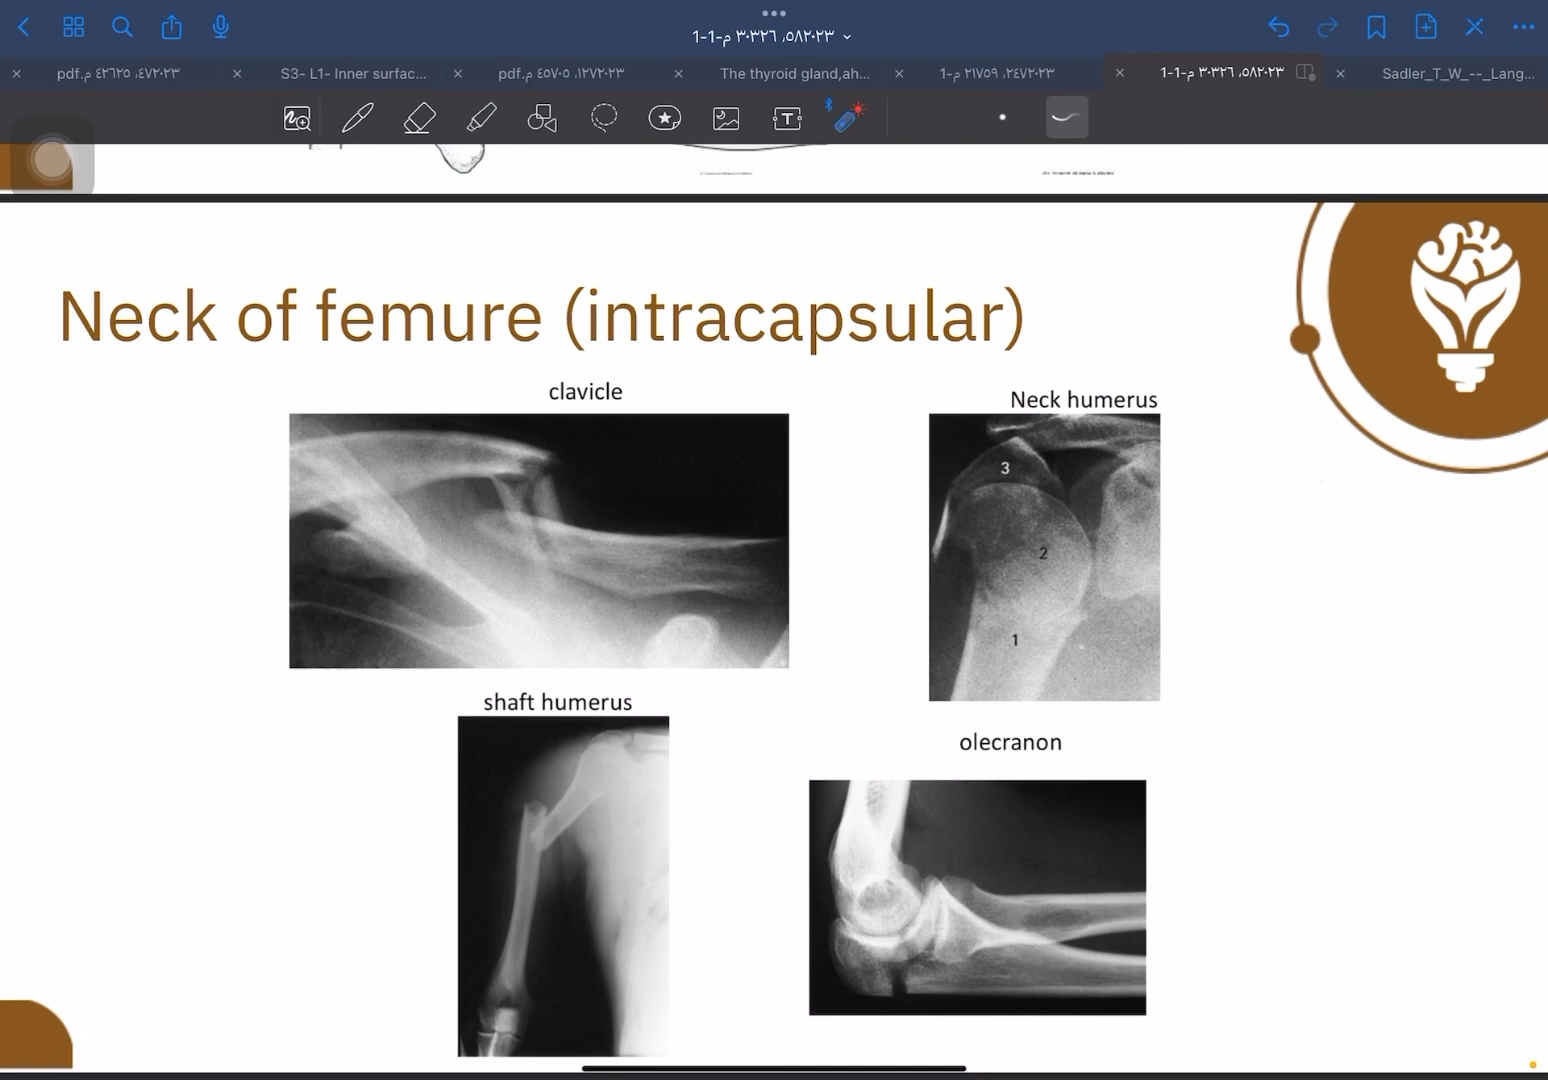 ١-1-م ٣٠٣٢٦ ،٥٨٢٠٢٣
٤٧٢٠٢٣، ٤٢٦٢٥ م.pdf
S3- L1- Inner surfac...
١٢٧٢٠٢٣، ٤٥٧٠٥ م.pdf
The thyroid gland,ah...
٢٤٧٢٠٢٣، ٢١٧٥٩ م-1
٥٨٢٠٢٣، ٣٠٣٢٦ م-1-1
Sadler_T_W_--_Lang...
T
Neck of femure (intracapsular)
clavicle
Neck humerus
3
2
1
shaft humerus
olecranon